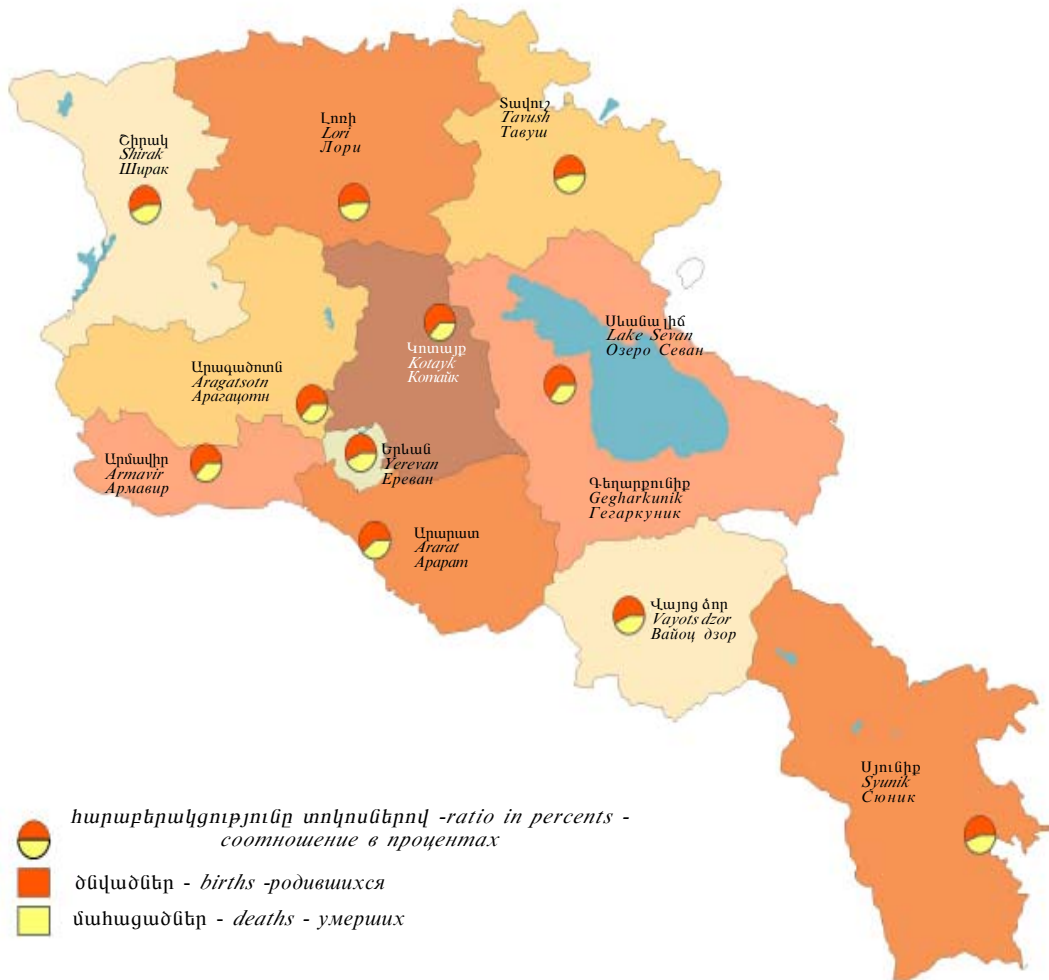 Տավուշ
Tavush
Тавуш
Լոռի
Lori
Лори
Շիրակ
Shirak
Ширак
Սևանա լիճ
Lake Sevan
Озеро Севан
Կոտայք
Kotayk
Котайк
Արագածոտն
Aragatsotn
Арагацотн
Երևան
Yerevan
Ереван
Արմավիր
Armavir
Армавир
Գեղարքունիք
Gegharkunik
Гегаркуник
Արարատ
Ararat
Арарат
Վայոց ձոր
Vayots dzor
Вайоц дзор
Սյունիք
Syunik
Сюник
հարաբերակցությունը տոկոսներով -ratio in percents -
соотношение в процентах
ծնվածներ - births -родившихся
մահացածներ - deaths - умерших